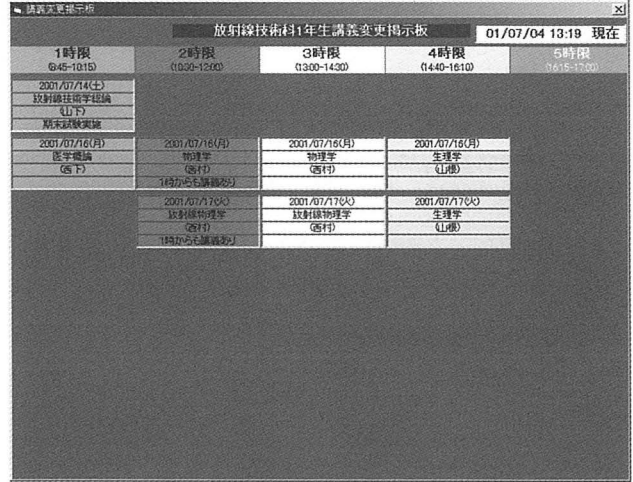 講義変更掲示板
放射線技術科1年生講義変更掲示板
01/07/04 13:19 現在
1時限 2時限 3時限 4時限 5時限
(8:45-10:15) (10:30-12:00) (13:00-14:30) (14:40-16:10) (16:15-17:00)
2001/07/14(土)
放射線技術学総論
(山下)
期末試験実施
2001/07/16(月) 2001/07/16(月) 2001/07/16(月) 2001/07/16(月)
医学概論 物理学 物理学 生理学
(西下) (西村) (西村) (山根)
1時からも講義あり
2001/07/17(火) 2001/07/17(火) 2001/07/17(火)
放射線物理学 放射線物理学 生理学
(西村) (西村) (山根)
1時からも講義あり